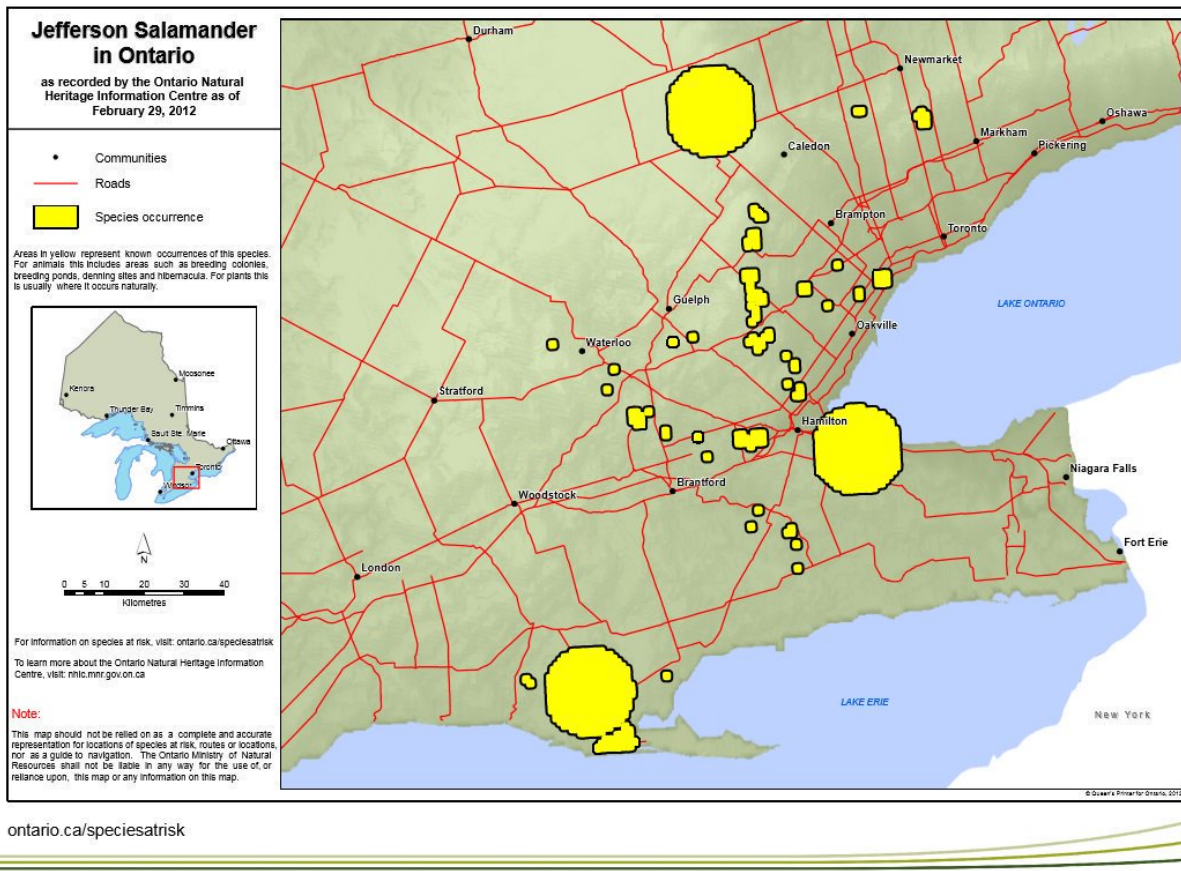 Jefferson Salamander
in Ontario
as recorded by the Ontario Natural
Heritage Information Centre as of
February 29, 2012
Communities
Roads
Species occurrence
Areas in yellow represent known occurrences of this species.
For animals this includes areas such as breeding colonies,
breeding ponds, denning sites and hibernacula. For plants this
is usually where it occurs naturally.
Moosonee
Kenora
Thunder Bay
Timmins
Sault Ste. Marie
Ottawa
Toronto
Windsor
N
0 5 10 20 30 40
Kilometres
For information on species at risk, visit: ontario.ca/speciesatrisk
To learn more about the Ontario Natural Heritage Information
Centre, visit: nhic.mnr.gov.on.ca
Note:
This map should not be relied on as a complete and accurate
representation for locations of species at risk, routes or locations,
nor as a guide to navigation. The Ontario Ministry of Natural
Resources shall not be liable in any way for the use of, or
reliance upon, this map or any information on this map.
Durham
Newmarket
Oshawa
Markham
Pickering
Caledon
Brampton
Toronto
LAKE ONTARIO
Guelph
Oakville
Waterloo
Stratford
Hamilton
Niagara Falls
Brantford
Woodstock
Fort Erie
London
LAKE ERIE
New York
© Queen's Printer for Ontario, 2012
ontario.ca/speciesatrisk